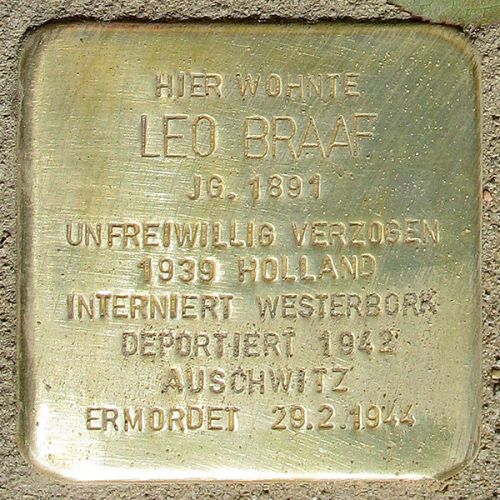 HIER WOHNTE
LEO BRAAF
JG. 1891
UNFREIWILLIG VERZOGEN
1939 HOLLAND
INTERNIERT WESTERBORK
DEPORTIERT 1942
AUSCHWITZ
ERMORDET 29.2.1944